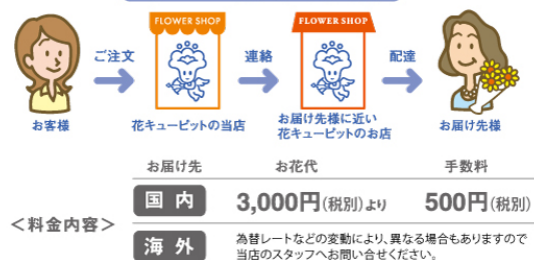 FLOWER SHOP
FLOWER SHOP
ご注文
連絡
配達
お客様
花キューピットの当店
お届け先様に近い
花キューピットのお店
お届け先様
お届け先
お花代
手数料
国内
3,000円(税別)より
500円(税別)
＜料金内容＞
海外
為替レートなどの変動により、異なる場合もありますので
当店のスタッフへお問い合せください。